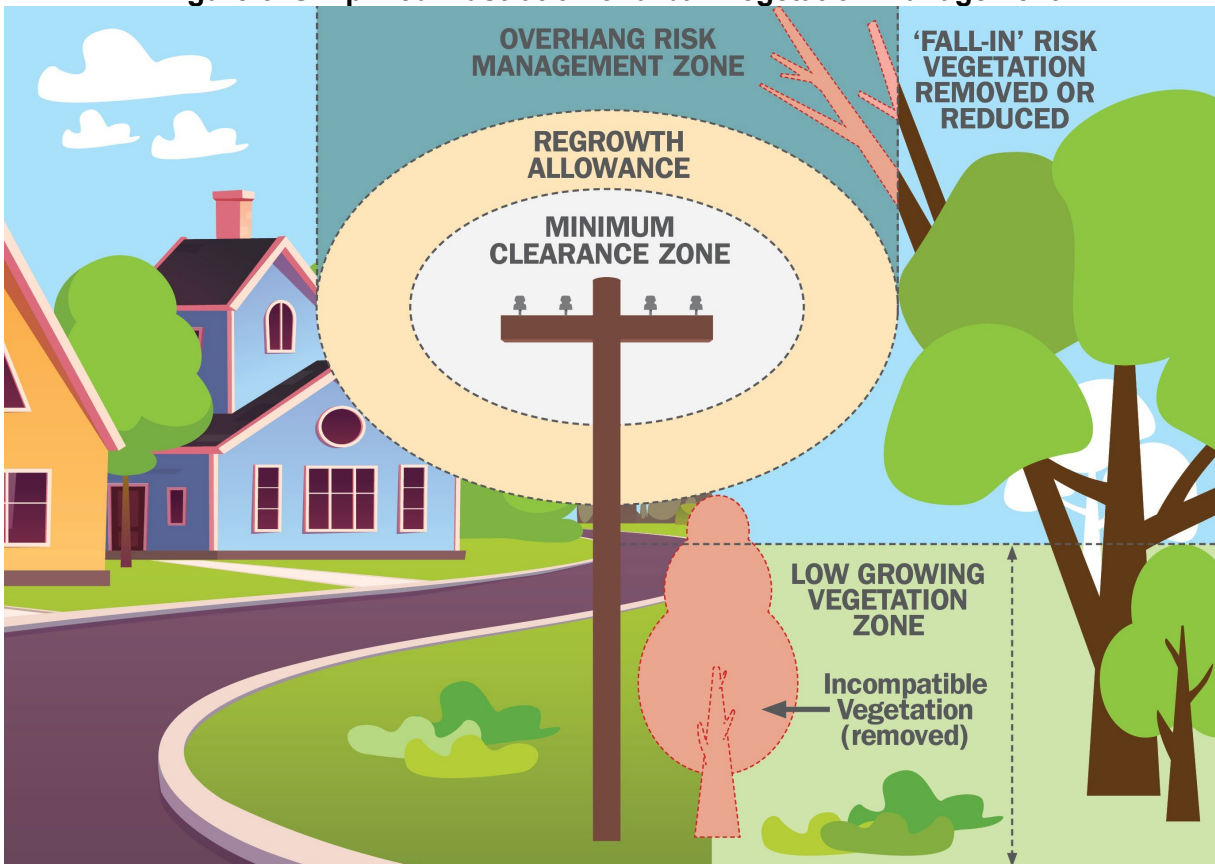 OVERHANG RISK
MANAGEMENT ZONE
‘FALL-IN’ RISK
VEGETATION
REMOVED OR
REDUCED
REGROWTH
ALLOWANCE
MINIMUM
CLEARANCE ZONE
LOW GROWING
VEGETATION
ZONE
Incompatible
Vegetation
(removed)